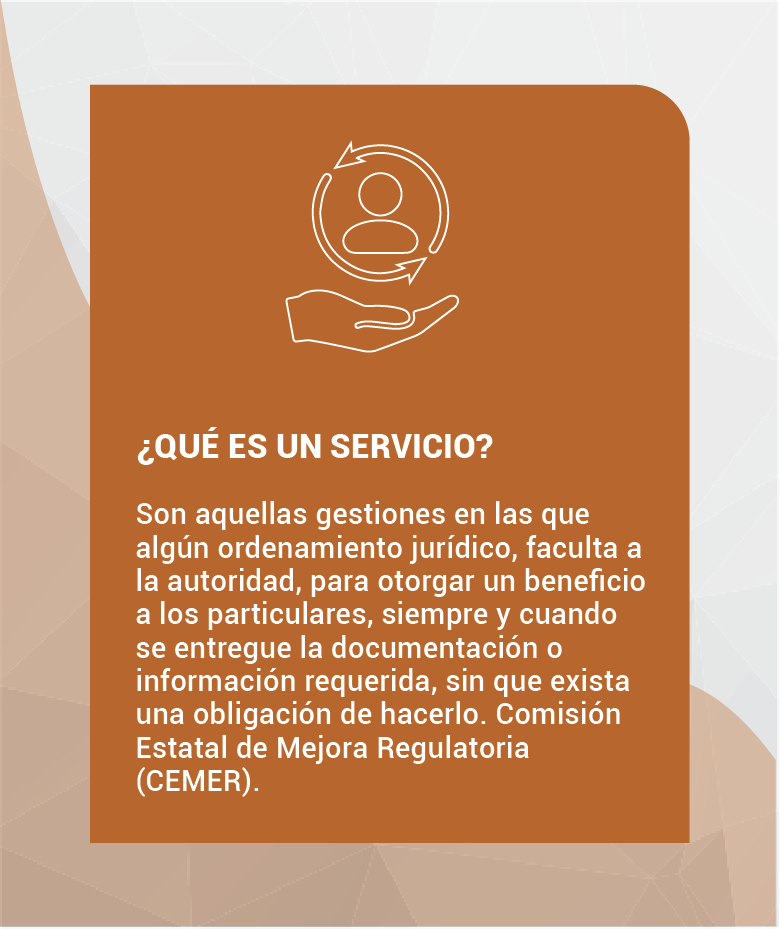 ¿QUÉ ES UN SERVICIO?
Son aquellas gestiones en las que
algún ordenamiento jurídico, faculta a
la autoridad, para otorgar un beneficio
a los particulares, siempre y cuando
se entregue la documentación o
información requerida, sin que exista
una obligación de hacerlo. Comisión
Estatal de Mejora Regulatoria
(CEMER).